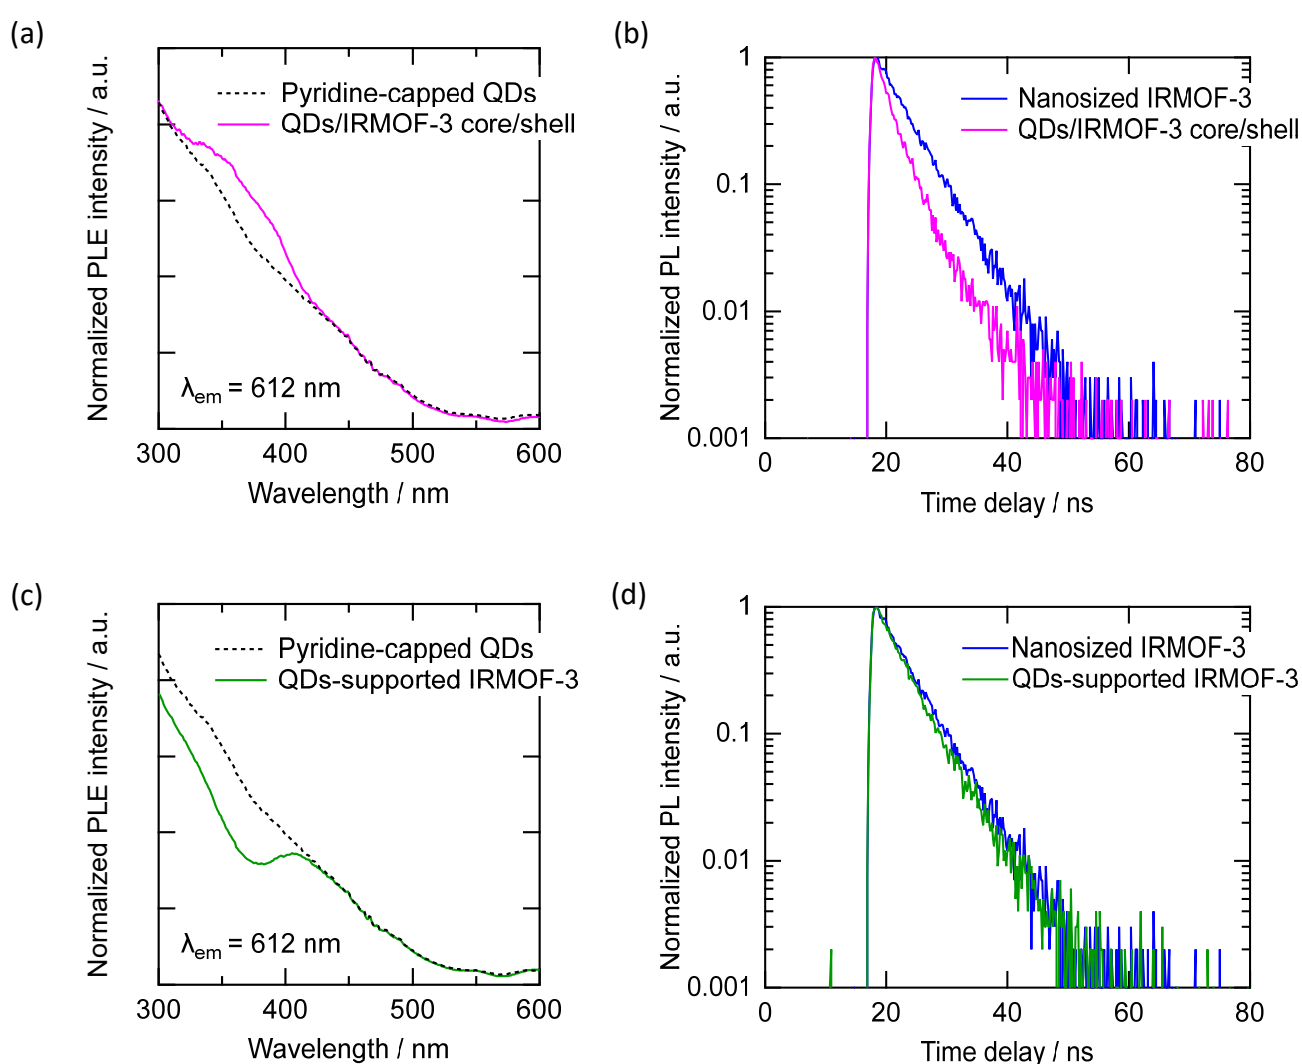 (a)
Normalized PLE intensity / a.u.
Pyridine-capped QDs
QDs/IRMOF-3 core/shell
λem = 612 nm
300 400 500 600
Wavelength / nm
(b)
Normalized PL intensity / a.u.
1
0.1
0.01
0.001
Nanosized IRMOF-3
QDs/IRMOF-3 core/shell
0 20 40 60 80
Time delay / ns
(c)
Normalized PLE intensity / a.u.
Pyridine-capped QDs
QDs-supported IRMOF-3
λem = 612 nm
300 400 500 600
Wavelength / nm
(d)
Normalized PL intensity / a.u.
1
0.1
0.01
0.001
Nanosized IRMOF-3
QDs-supported IRMOF-3
0 20 40 60 80
Time delay / ns